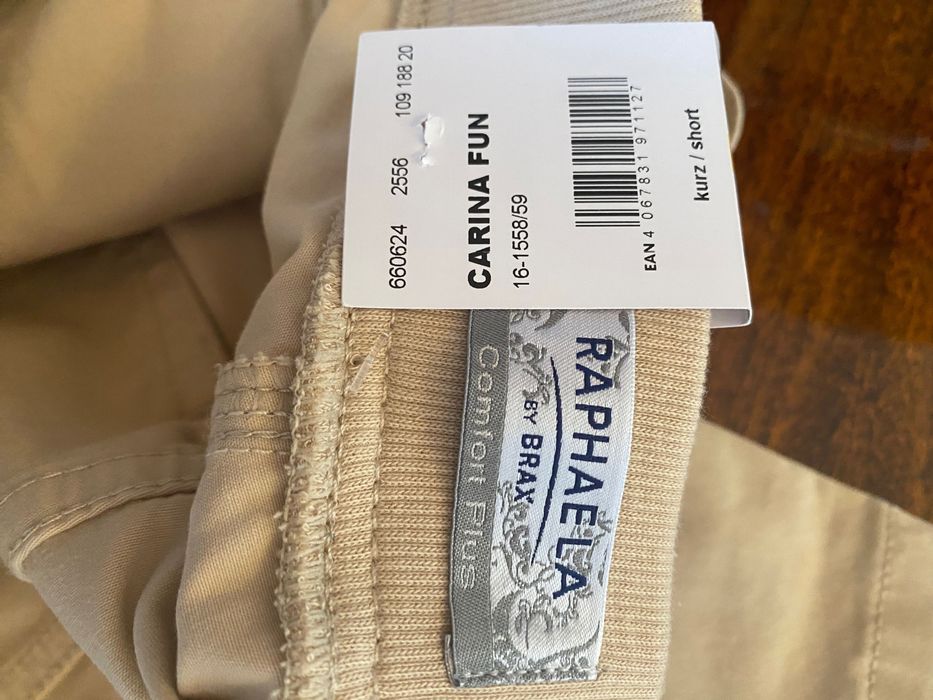 660624 2556 109 188 20
CARINA FUN
16-1558/59
EAN 4 067831 971127
kurz / short
RAPHAELA
BY BRAX
Comfort Plus